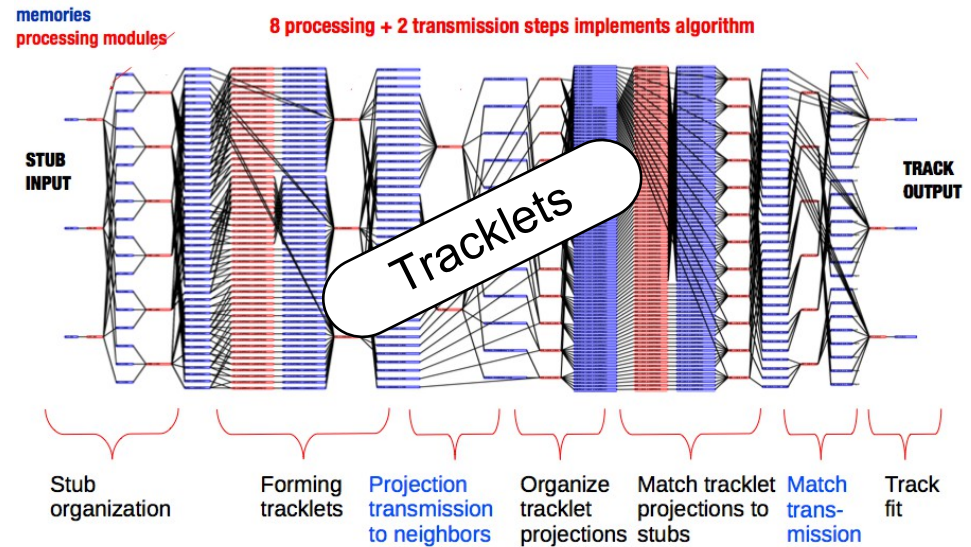 memories
processing modules
8 processing + 2 transmission steps implements algorithm
STUB
INPUT
TRACK
OUTPUT
Tracklets
Stub
organization
Forming
tracklets
Projection
transmission
to neighbors
Organize
tracklet
projections
Match tracklet
projections to
stubs
Match
trans-
mission
Track
fit